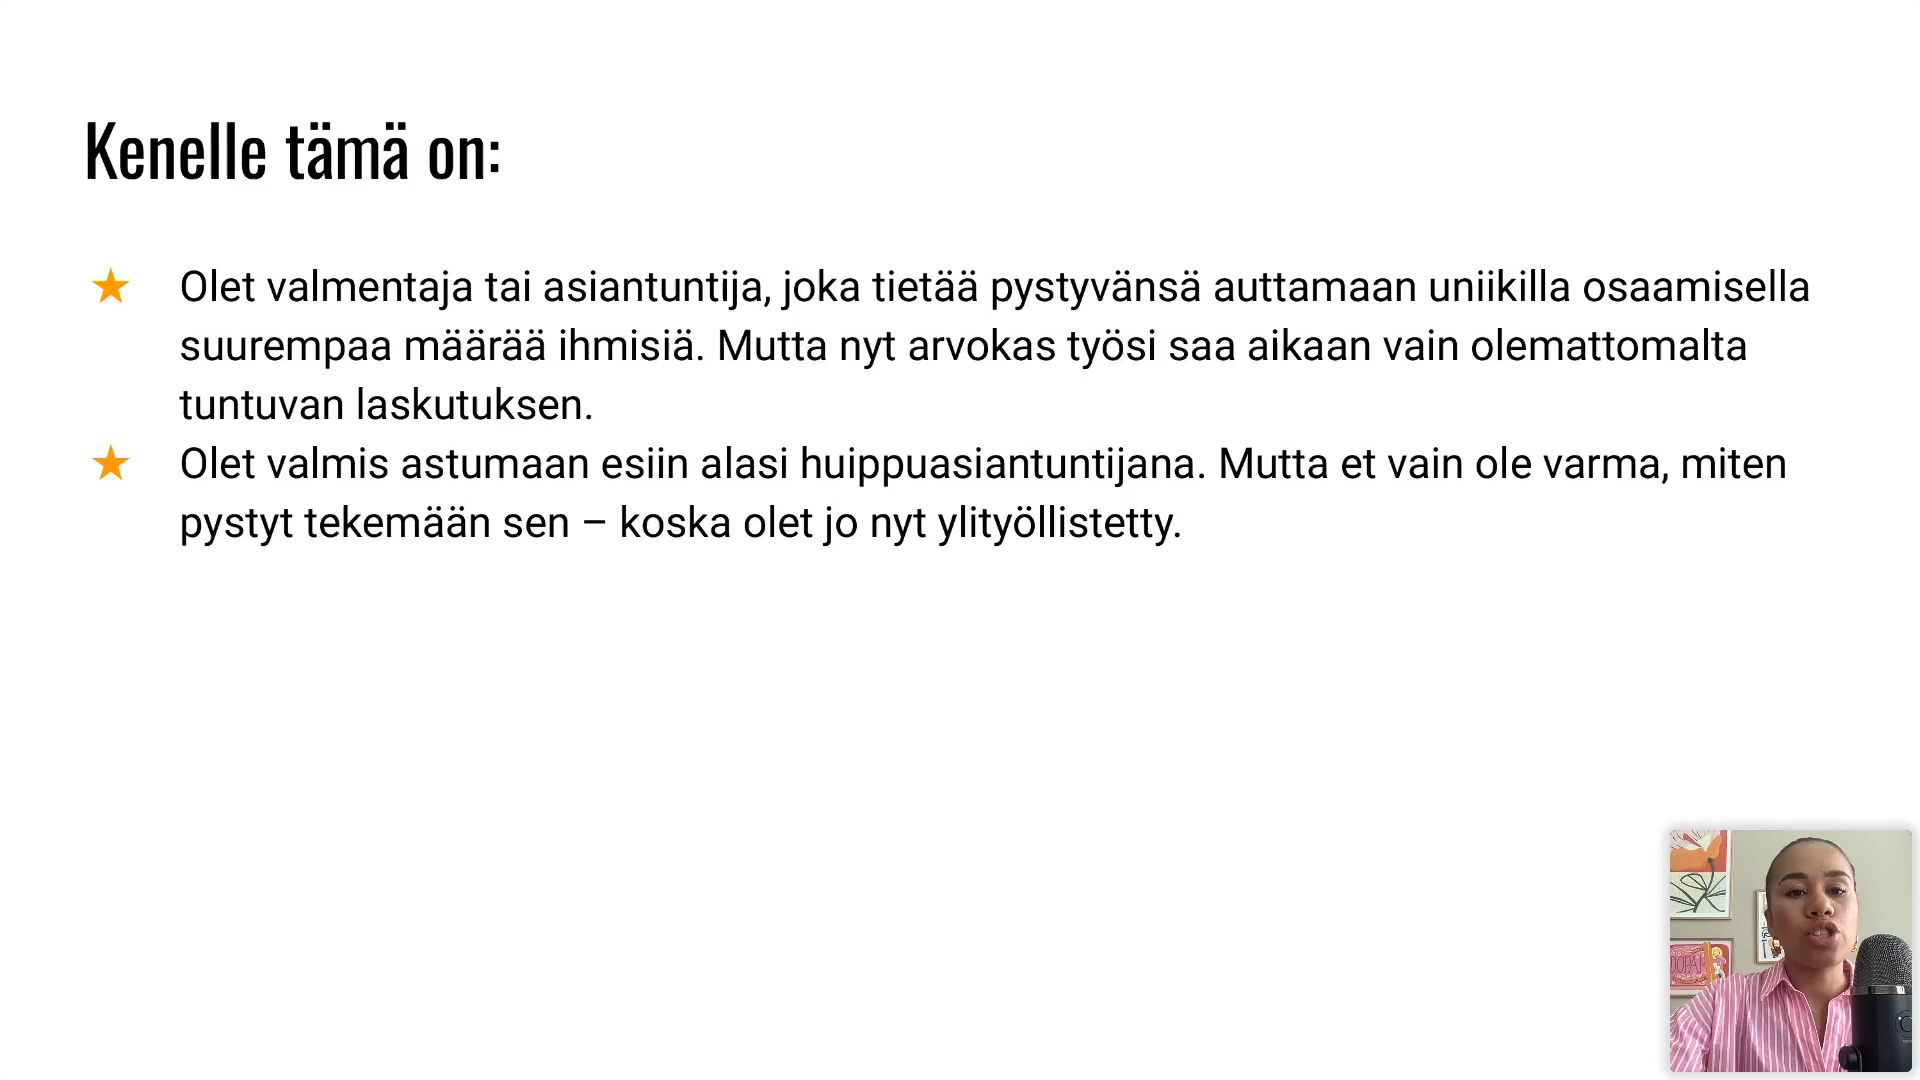 Kenelle tämä on:
★ Olet valmentaja tai asiantuntija, joka tietää pystyvänsä auttamaan uniikilla osaamisella
suurempaa määrää ihmisiä. Mutta nyt arvokas työsi saa aikaan vain olemattomalta
tuntuvan laskutuksen.
★ Olet valmis astumaan esiin alasi huippuasiantuntijana. Mutta et vain ole varma, miten
pystyt tekemään sen – koska olet jo nyt ylityöllistetty.